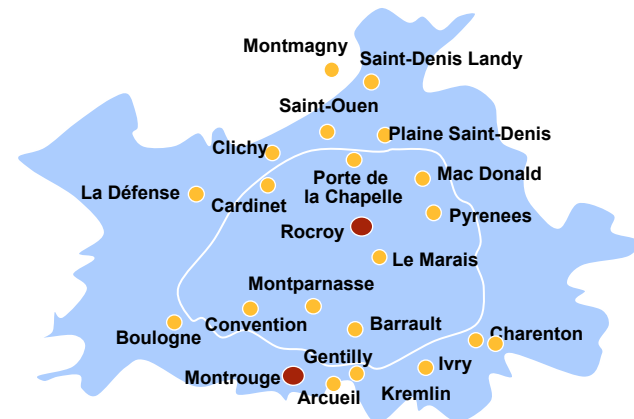 Montmagny
Saint-Denis Landy
Saint-Ouen
Plaine Saint-Denis
Clichy
Porte de
la Chapelle
Mac Donald
La Défense
Cardinet
Pyrenees
Rocroy
Le Marais
Montparnasse
Boulogne
Convention
Barrault
Charenton
Gentilly
Ivry
Montrouge
Arcueil
Kremlin